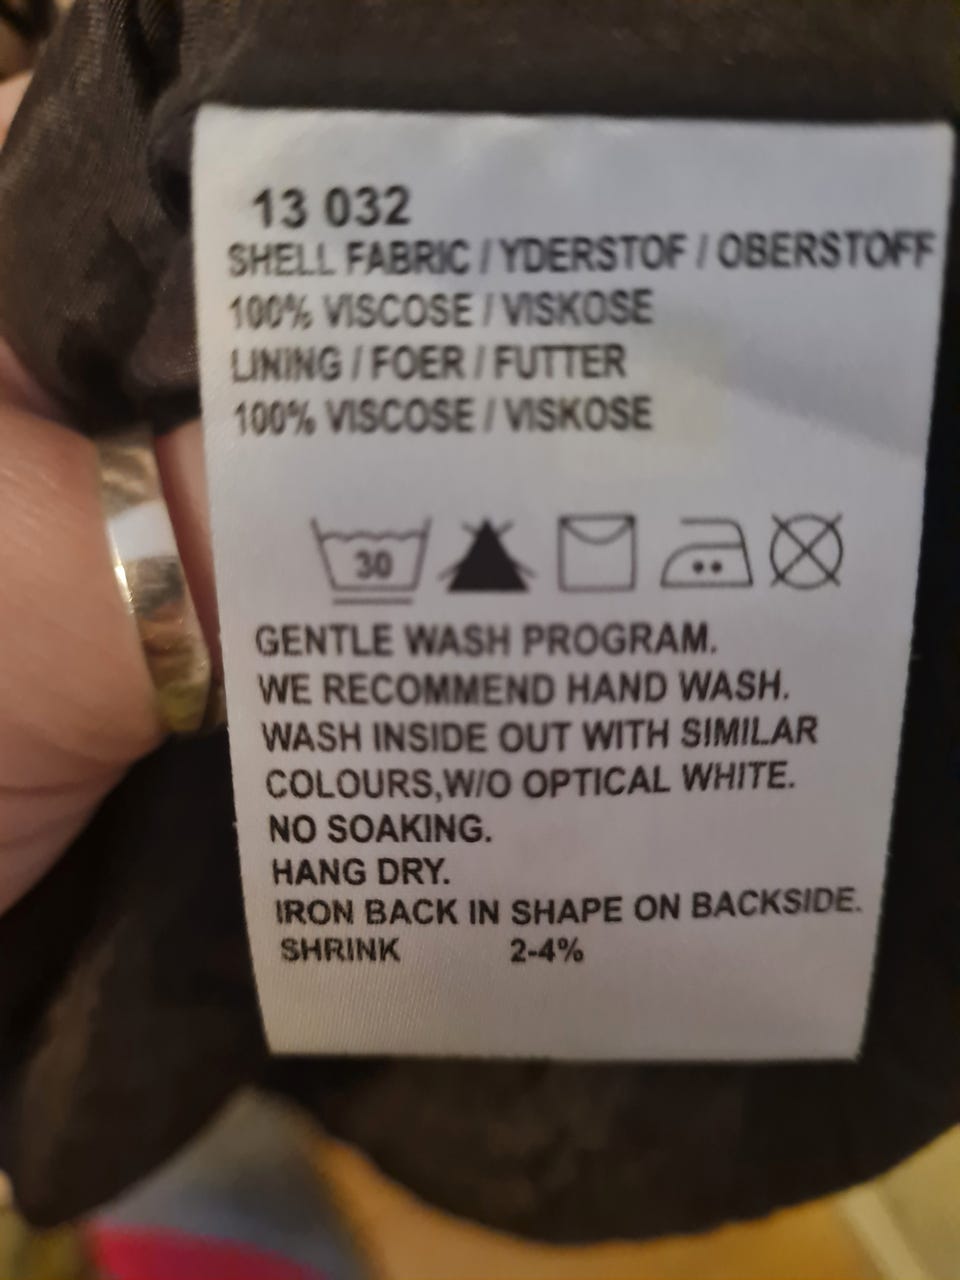 13 032
SHELL FABRIC / YDERSTOF / OBERSTOFF
100% VISCOSE / VISKOSE
LINING / FOER / FUTTER
100% VISCOSE / VISKOSE
30
GENTLE WASH PROGRAM.
WE RECOMMEND HAND WASH.
WASH INSIDE OUT WITH SIMILAR
COLOURS,W/O OPTICAL WHITE.
NO SOAKING.
HANG DRY.
IRON BACK IN SHAPE ON BACKSIDE.
SHRINK 2-4%